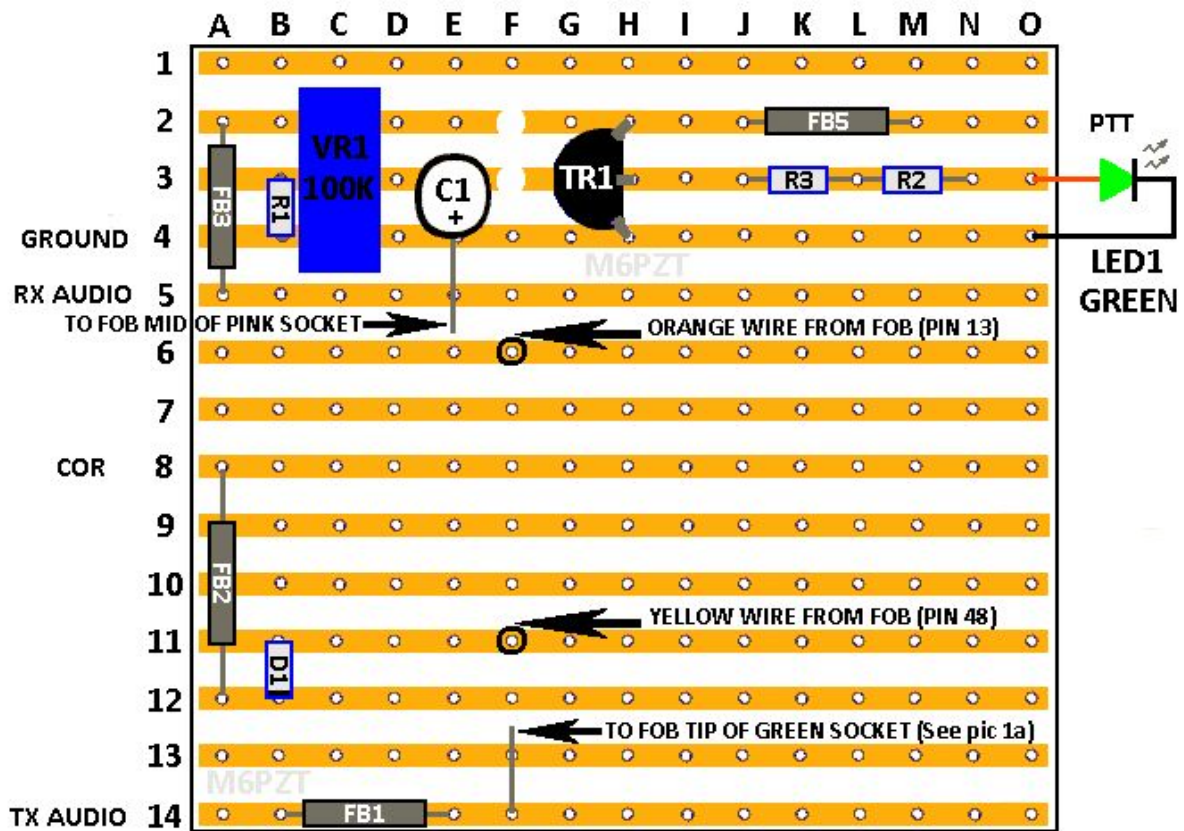 A B C D E F G H I J K L M N O
1
2 FB5 PTT
VR1
100K
3 FB3 R1 C1 + TR1 R3 R2
GROUND 4
M6PZT
LED1
GREEN
RX AUDIO 5
TO FOB MID OF PINK SOCKET
ORANGE WIRE FROM FOB (PIN 13)
6
7
COR 8
9
10 FB2
YELLOW WIRE FROM FOB (PIN 48)
11
D1
12
TO FOB TIP OF GREEN SOCKET (See pic 1a)
13
M6PZT
TX AUDIO 14 FB1